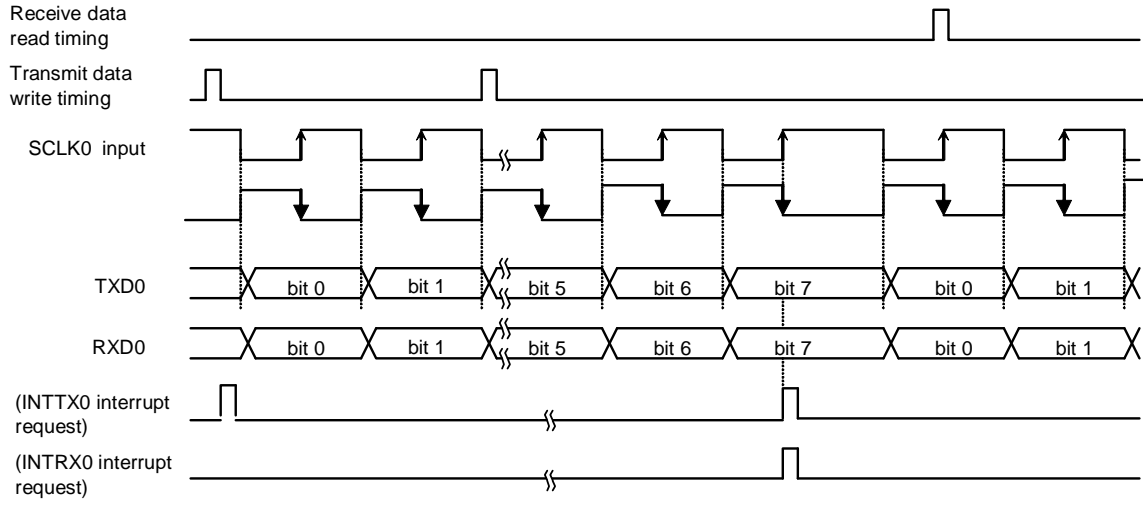 Receive data
read timing
Transmit data
write timing
SCLK0 input
TXD0
bit 0
bit 1
bit 5
bit 6
bit 7
bit 0
bit 1
RXD0
bit 0
bit 1
bit 5
bit 6
bit 7
bit 0
bit 1
(INTTX0 interrupt
request)
(INTRX0 interrupt
request)